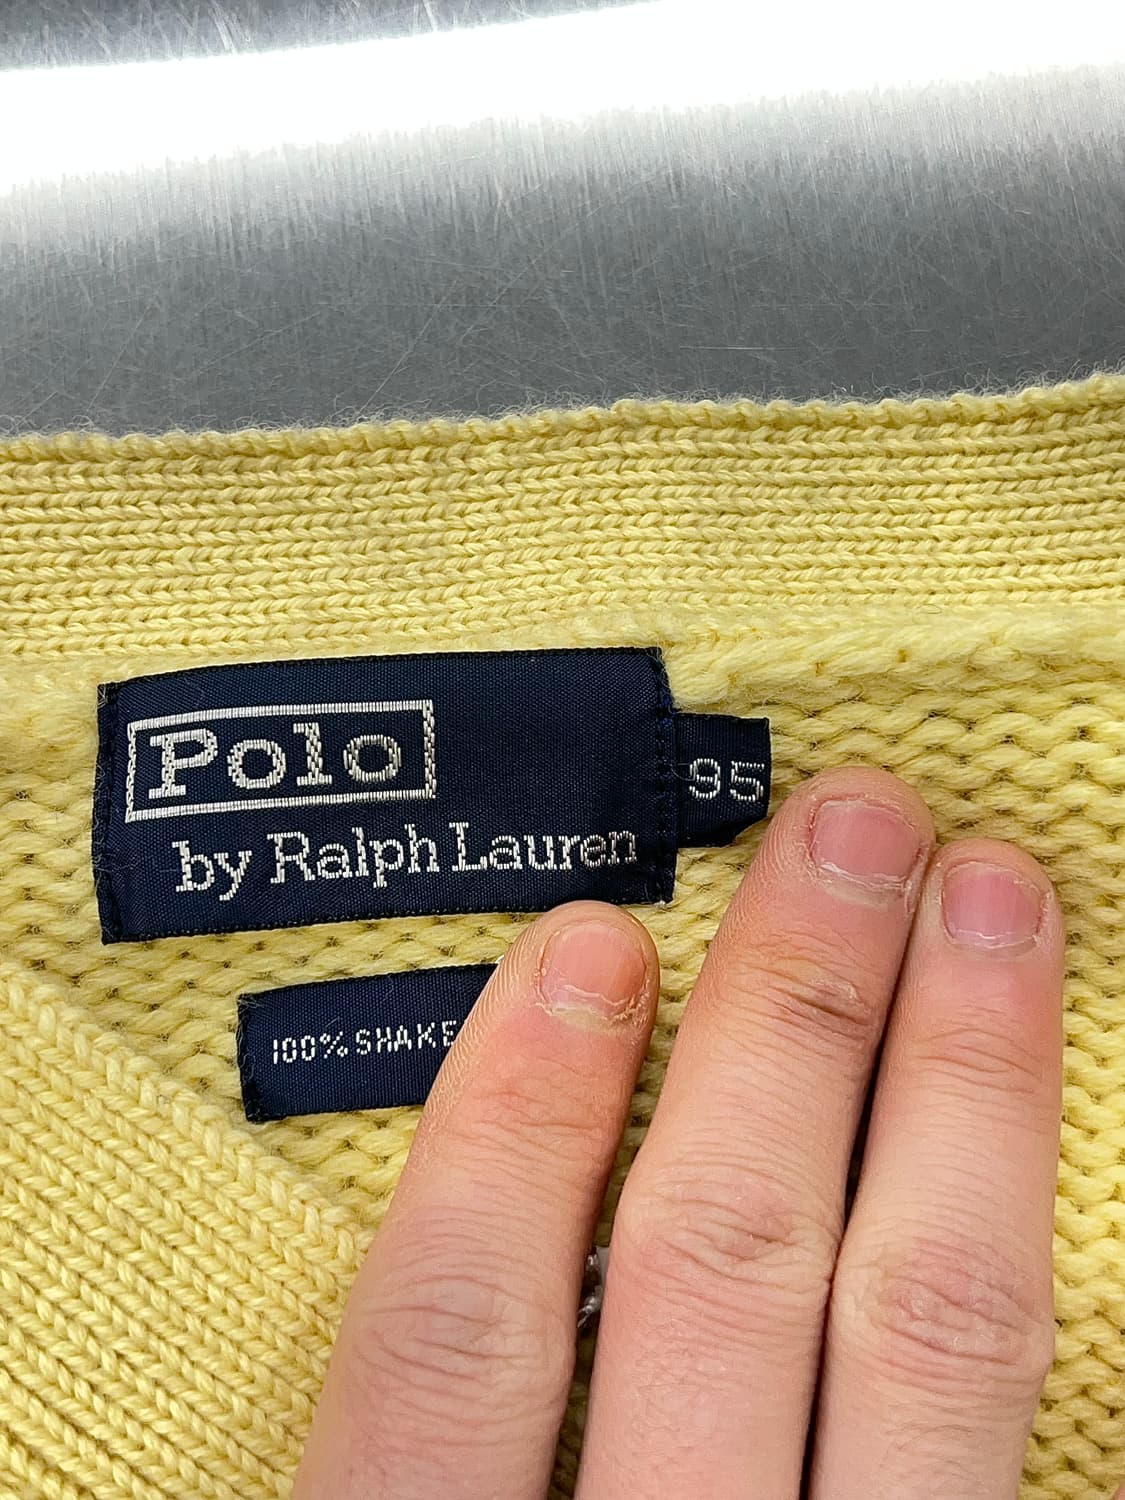 Polo
by Ralph Lauren
95
100% SHAKE